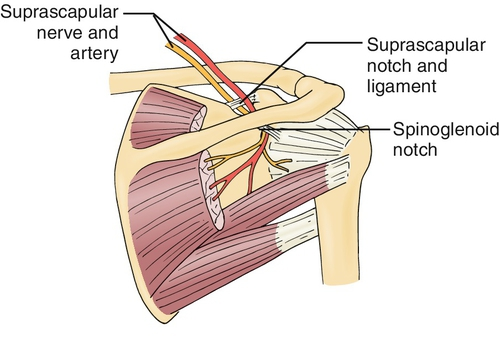 Suprascapular
nerve and
artery
Suprascapular
notch and
ligament
Spinoglenoid
notch